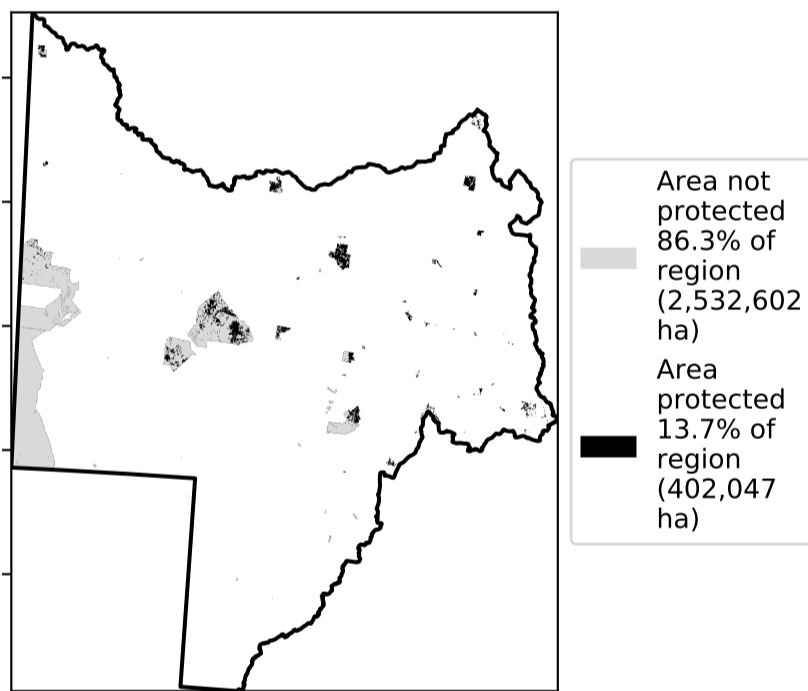 Area not
protected
86.3% of
region
(2,532,602
ha)
Area
protected
13.7% of
region
(402,047
ha)